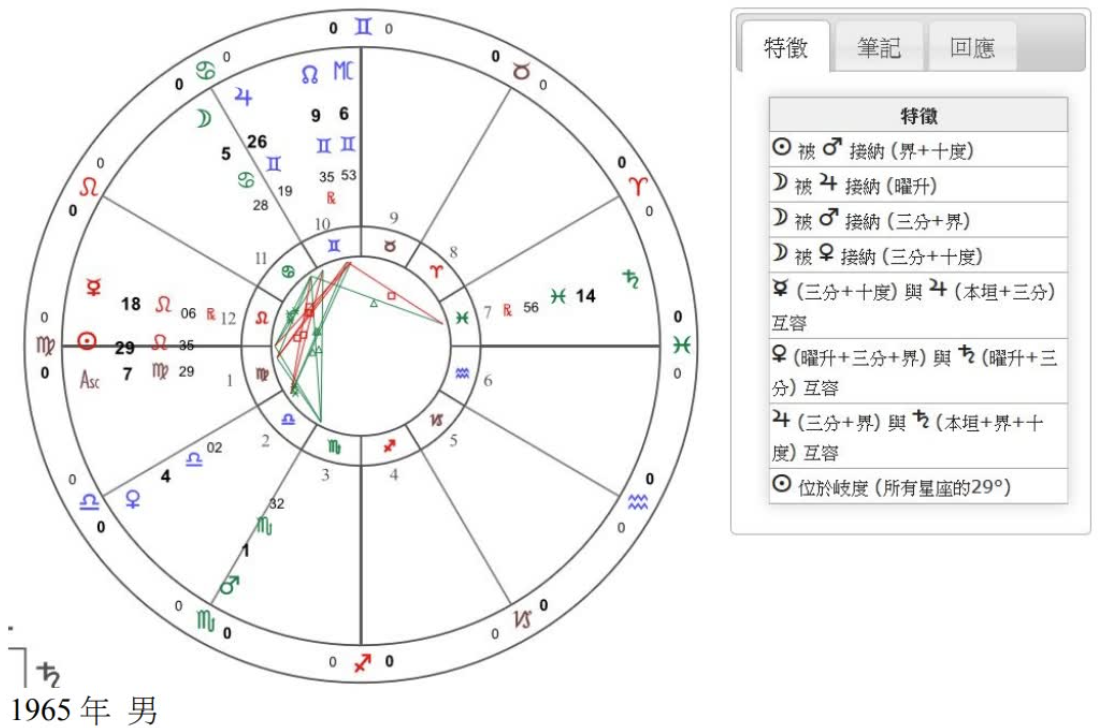 0 ♊ 0
0 ♋ 0
0 ♉ 0
0 ♌ 0
0 ♈ 0
0 ♍ 0
0 ♓ 0
0 ♎ 0
0 ♒ 0
0 ♏ 0
0 ♑ 0
0 ♐ 0
☊ MC
9 6
♊ ♊
35 53
℞
♃ 26 ♊ 19
☽ 5 ♋ 28
☿ 18 ♌ 06 ℞
☉ 29 ♌ 35
Asc 7 ♍ 29
♀ 4 ♎ 02
♂ 1 ♏ 32
♄ 14 ♓ 56 ℞
10 ♊
9 ♉
8 ♈
7 ♓
6 ♒
5 ♑
4 ♐
3 ♏
2 ♎
1 ♍
12 ♌
11 ♋
♄
1965 年 男
特徵 筆記 回應
特徵
☉ 被 ♂ 接納 (界+十度)
☽ 被 ♃ 接納 (曜升)
☽ 被 ♂ 接納 (三分+界)
☽ 被 ♀ 接納 (三分+十度)
☿ (三分+十度) 與 ♃ (本垣+三分)
互容
♀ (曜升+三分+界) 與 ♄ (曜升+三
分) 互容
♃ (三分+界) 與 ♄ (本垣+界+十
度) 互容
☉ 位於岐度 (所有星座的29°)